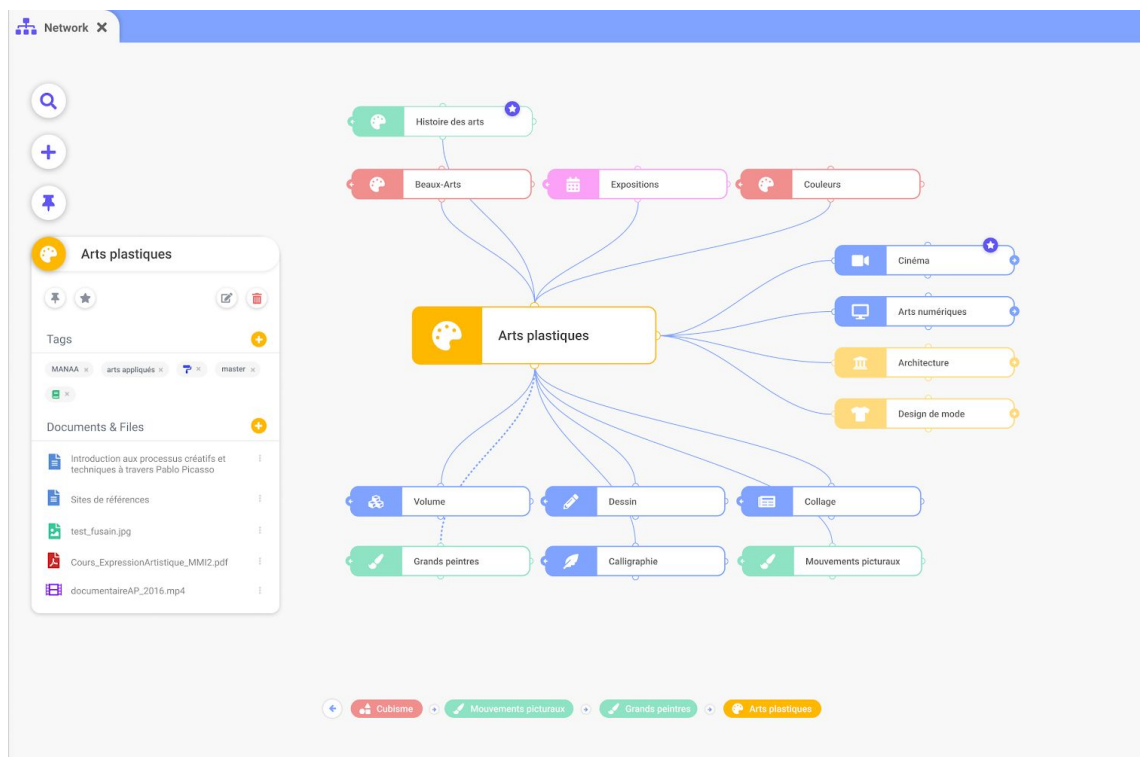 Network
Histoire des arts
Beaux-Arts
Expositions
Couleurs
Arts plastiques
Cinéma
Arts numériques
Arts plastiques
Tags
Architecture
MANAA
arts appliqués
master
Design de mode
Documents & Files
Introduction aux processus créatifs et
techniques à travers Pablo Picasso
Sites de références
Volume
Dessin
Collage
test_fusain.jpg
Cours_ExpressionArtistique_MMI2.pdf
Grands peintres
Calligraphie
Mouvements picturaux
documentaireAP_2016.mp4
Cubisme
Mouvements picturaux
Grands peintres
Arts plastiques